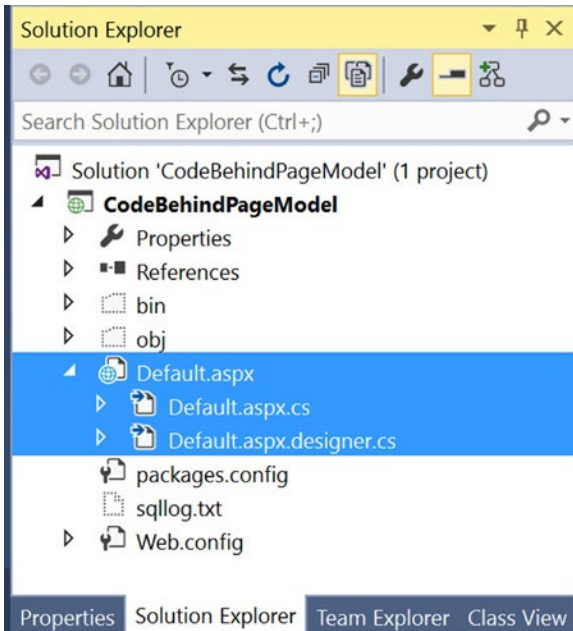 Solution Explorer
Search Solution Explorer (Ctrl+;)
Solution 'CodeBehindPageModel' (1 project)
CodeBehindPageModel
Properties
References
bin
obj
Default.aspx
Default.aspx.cs
Default.aspx.designer.cs
packages.config
sqllog.txt
Web.config
Properties Solution Explorer Team Explorer Class View